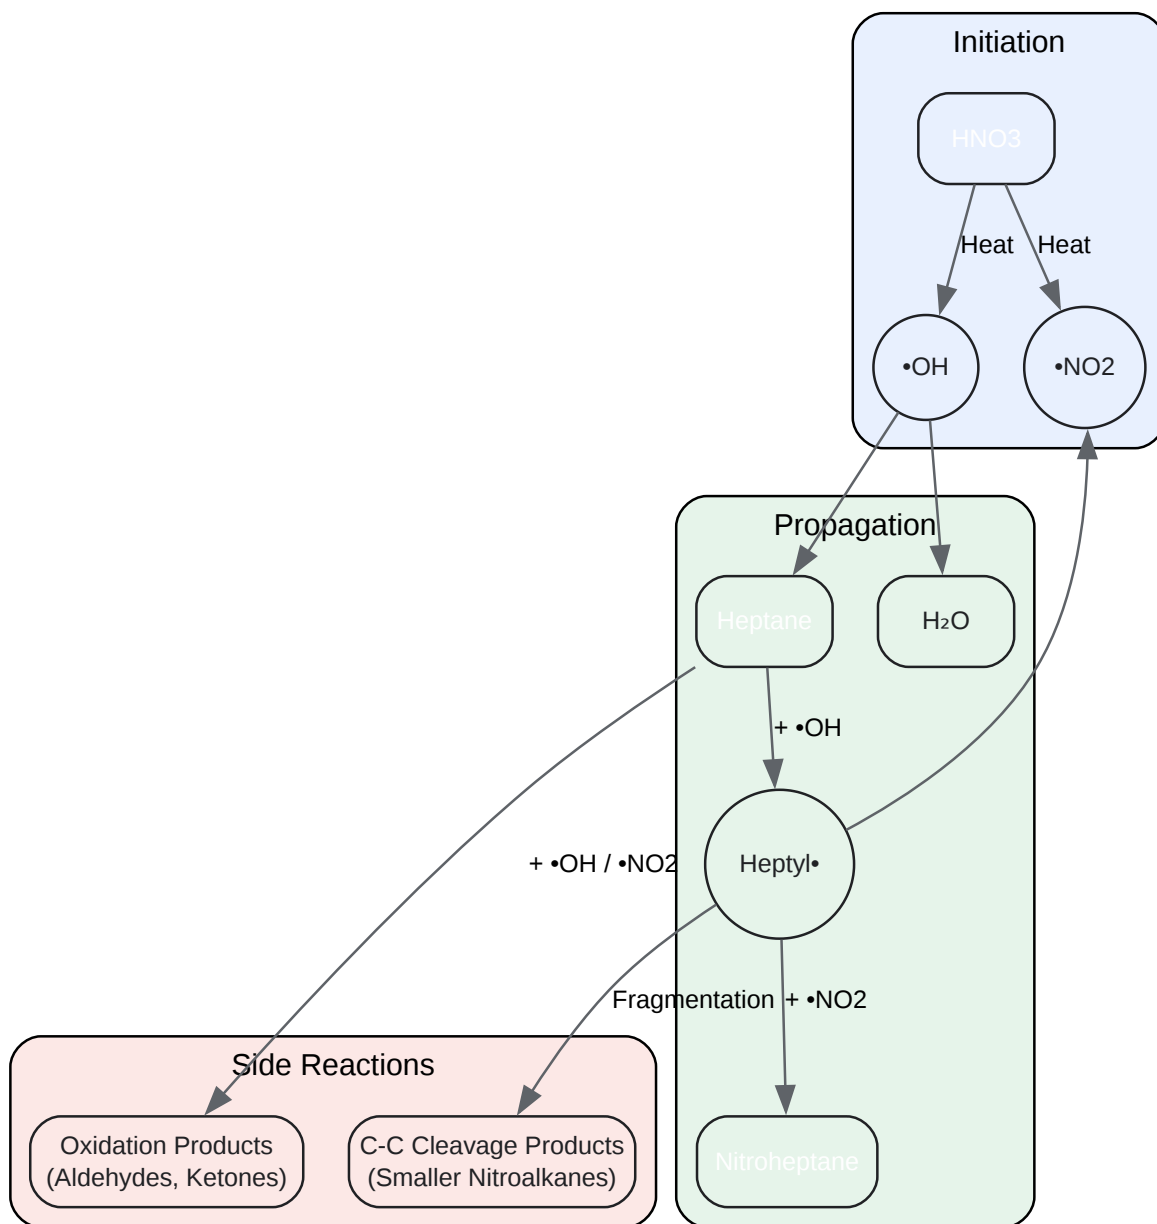 Initiation
HNO3
Heat
Heat
•OH
•NO2
Propagation
Heptane
H₂O
+ •OH
+ •OH / •NO2
Heptyl•
Fragmentation
+ •NO2
Side Reactions
Oxidation Products
(Aldehydes, Ketones)
C-C Cleavage Products
(Smaller Nitroalkanes)
Nitroheptane